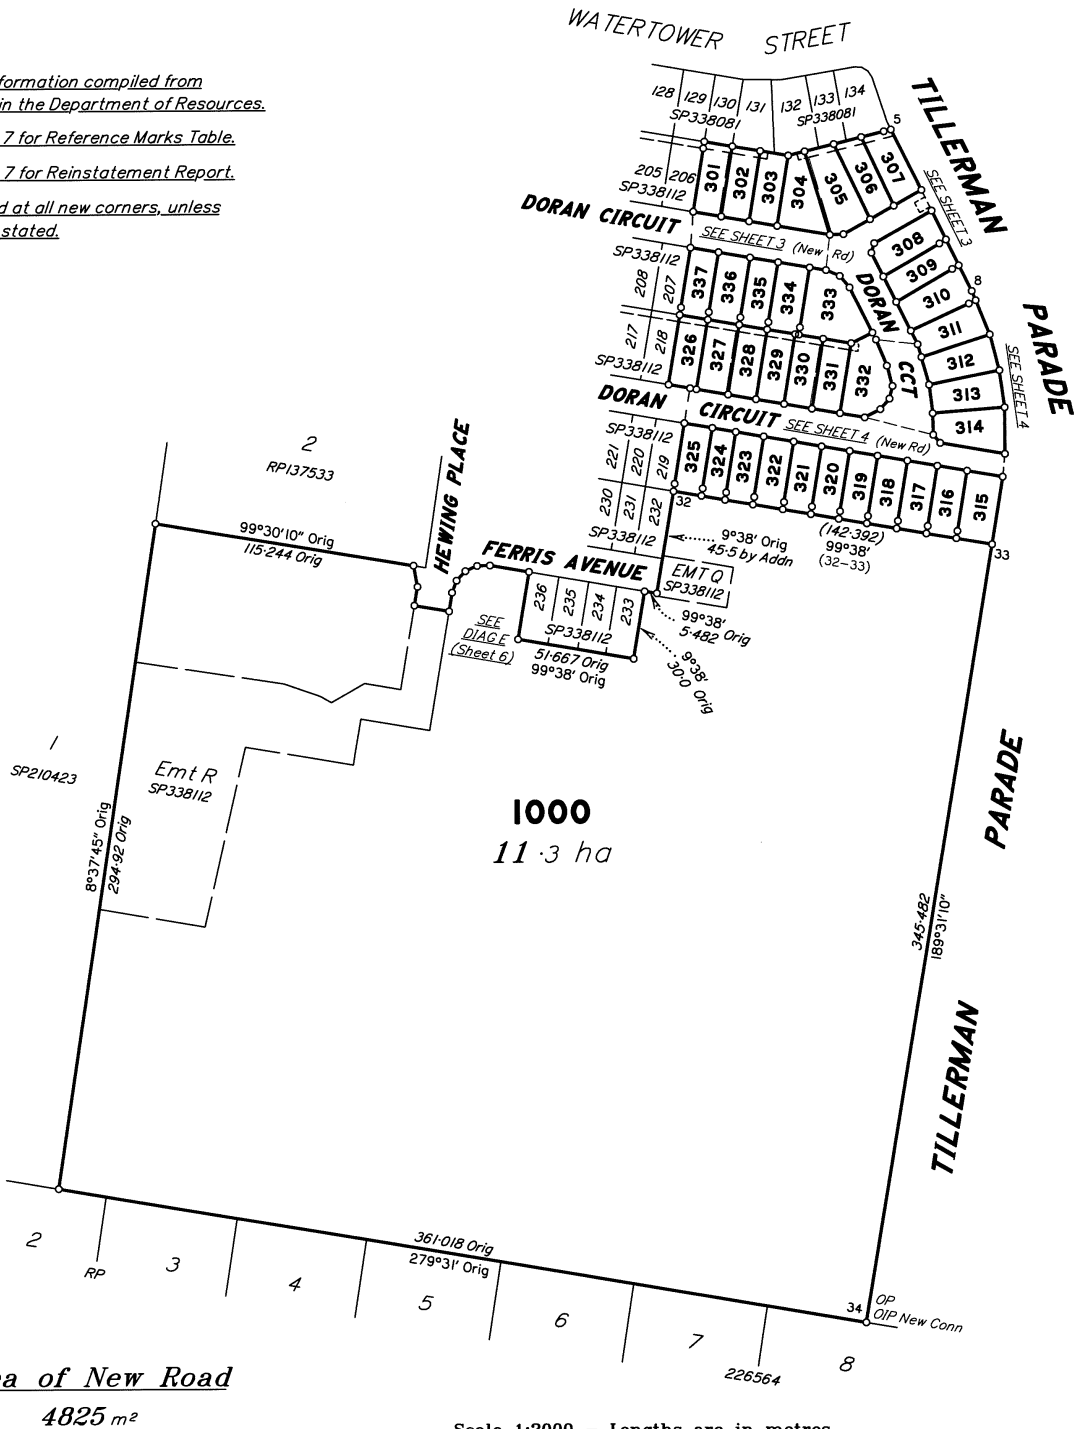 WATERTOWER STREET
formation compiled from
in the Department of Resources.
7 for Reference Marks Table.
7 for Reinstatement Report.
d at all new corners, unless
stated.
128 129 130 131 132 133 134
SP338081
SP338081
5
TILLERMAN
PARADE
205 206
SP338112
301 302 303 304 305 306 307
SEE SHEET 3
DORAN CIRCUIT
SEE SHEET 3 (New Rd)
SP338112
208 207
337 336 335 334 333
DORAN CCT
308
309
310
311
312
313
314
8
SEE SHEET 4
217 218
SP338112
326 327 328 329 330 331 332
DORAN CIRCUIT
SEE SHEET 4 (New Rd)
SP338112
221 220 219
325 324 323 322 321 320 319 318 317 316 315
230 231 232
SP338112
32
(142·392)
99°38'
(32-33)
33
9°38' Orig
45·5 by Addn
2
RP137533
HEWING PLACE
99°30'10" Orig
115·244 Orig
FERRIS AVENUE
EMT Q
SP338112
236 235 234 233
SP338112
SEE
DIAG E
(Sheet 6)
51·667 Orig
99°38' Orig
99°38'
5·482 Orig
9°38'
30·0 Orig
1
SP210423
Emt R
SP338112
8°37'45" Orig
294·92 Orig
1000
11·3 ha
PARADE
345·482
189°31'10"
TILLERMAN
361·018 Orig
279°31' Orig
34
OP
OIP New Conn
2 3 4 5 6 7 8
RP
226564
a of New Road
4825 m²
Scale 1:2000 – Lengths are in metres